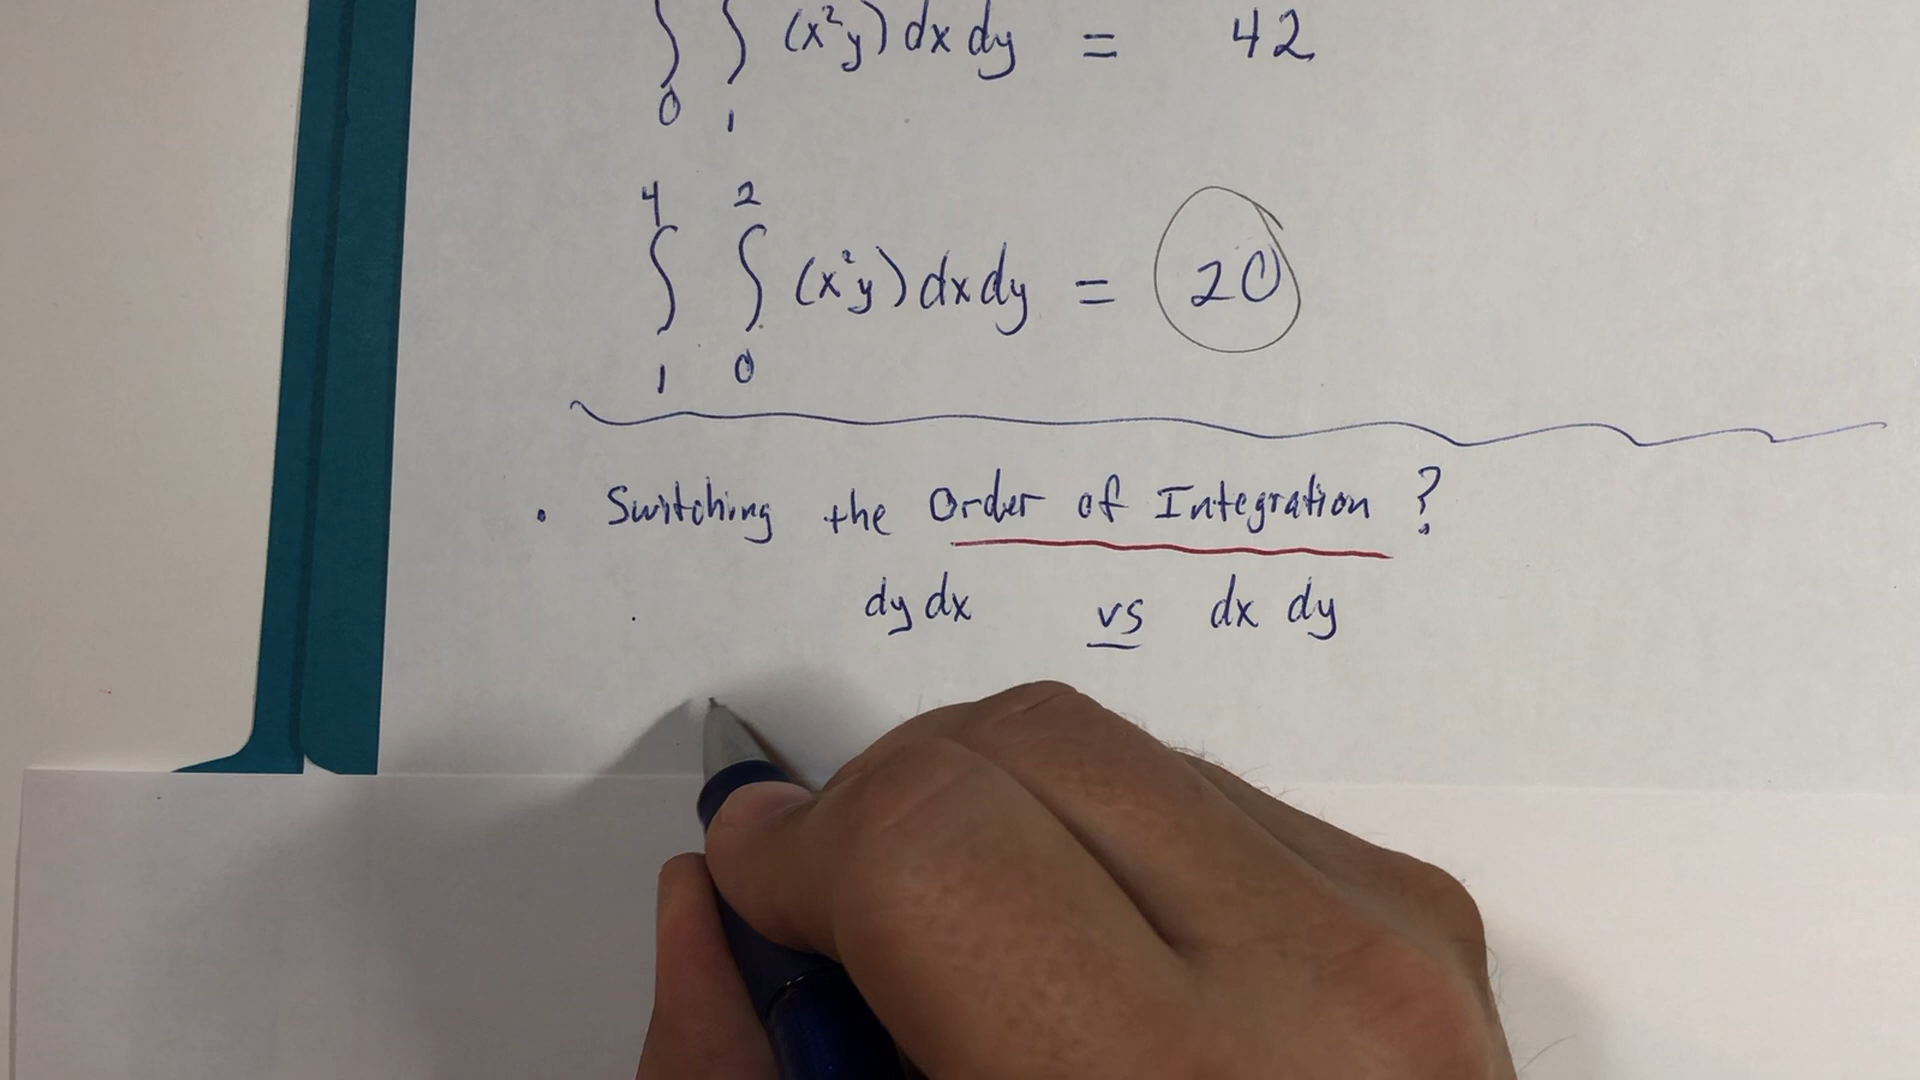 ∫ ∫ (x²y) dx dy = 42
0 1
4 2
∫ ∫ (x²y) dx dy = 20
1 0
• Switching the Order of Integration ?
dy dx vs dx dy